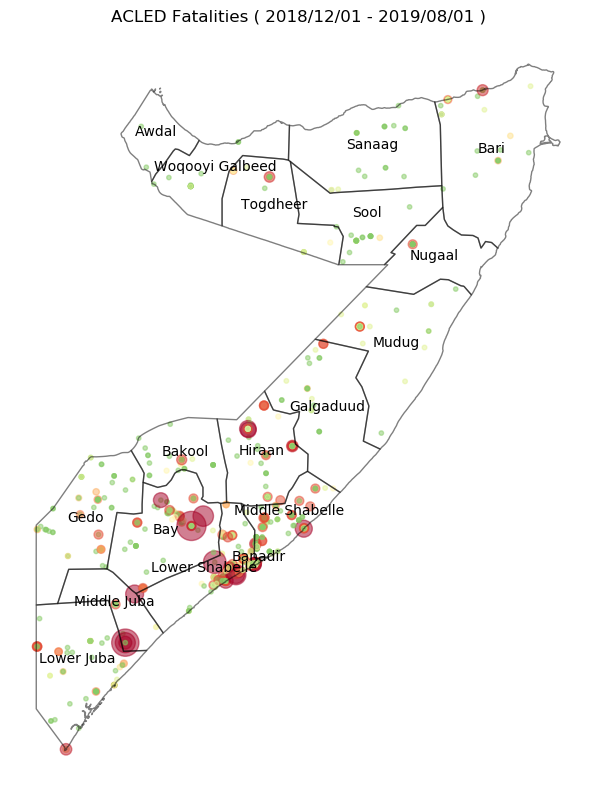 ACLED Fatalities ( 2018/12/01 - 2019/08/01 )
Awdal
Sanaag
Bari
Woqooyi Galbeed
Togdheer
Sool
Nugaal
Mudug
Galgaduud
Hiraan
Bakool
Middle Shabelle
Gedo
Bay
Banadir
Lower Shabelle
Middle Juba
Lower Juba